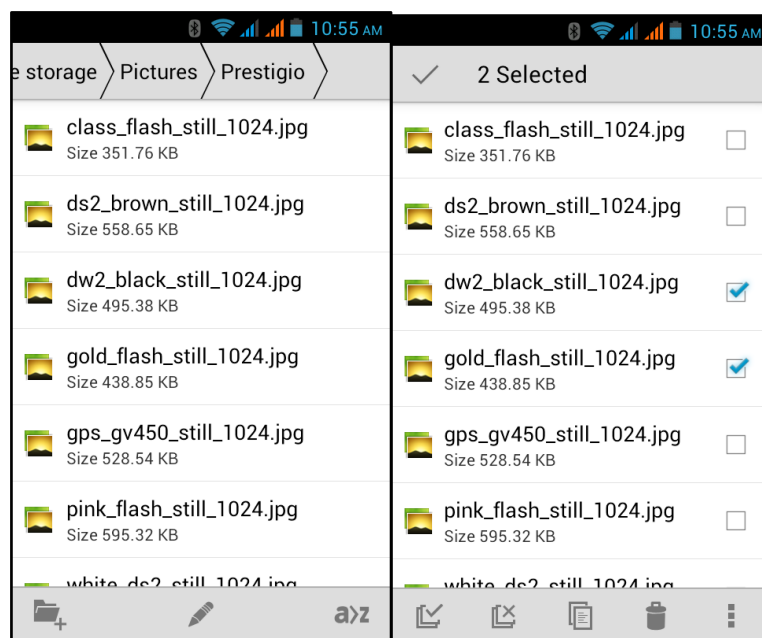 10:55 AM
e storage Pictures Prestigio
class_flash_still_1024.jpg
Size 351.76 KB
ds2_brown_still_1024.jpg
Size 558.65 KB
dw2_black_still_1024.jpg
Size 495.38 KB
gold_flash_still_1024.jpg
Size 438.85 KB
gps_gv450_still_1024.jpg
Size 528.54 KB
pink_flash_still_1024.jpg
Size 595.32 KB
white_ds2_still_1024.jpg
a>z
10:55 AM
2 Selected
class_flash_still_1024.jpg
Size 351.76 KB
ds2_brown_still_1024.jpg
Size 558.65 KB
dw2_black_still_1024.jpg
Size 495.38 KB
gold_flash_still_1024.jpg
Size 438.85 KB
gps_gv450_still_1024.jpg
Size 528.54 KB
pink_flash_still_1024.jpg
Size 595.32 KB
white_ds2_still_1024.jpg